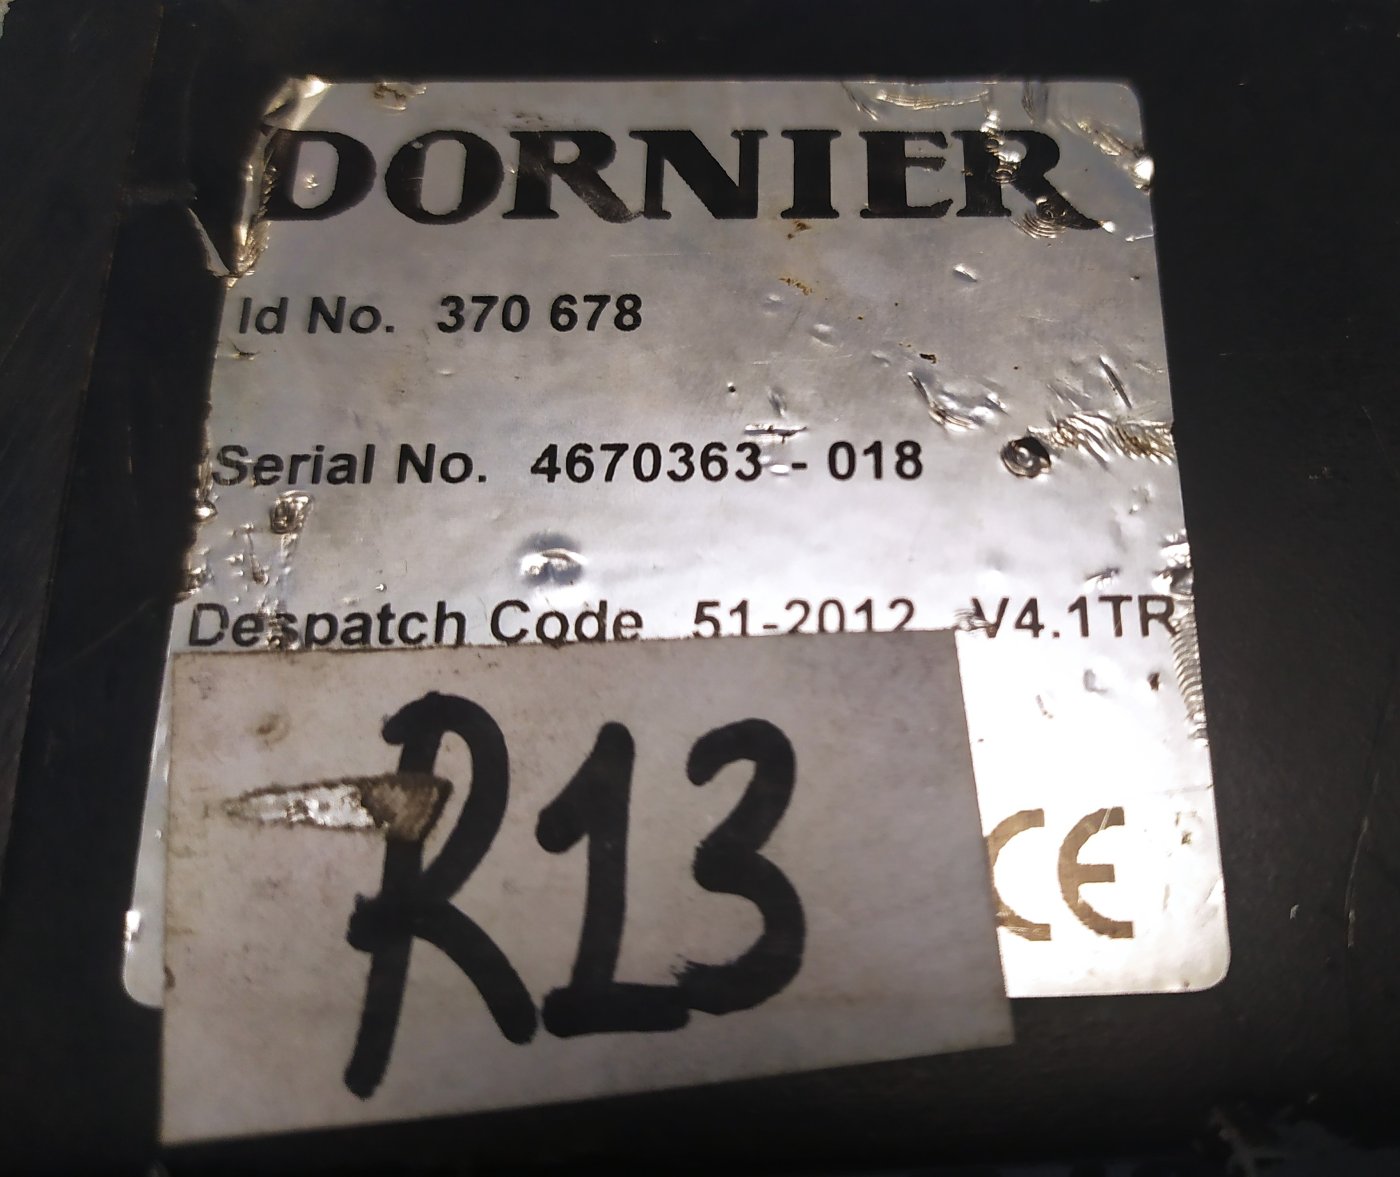 DORNIER
Id No. 370 678
Serial No. 4670363 - 018
Despatch Code 51-2012 V4.1TR
R13
CE